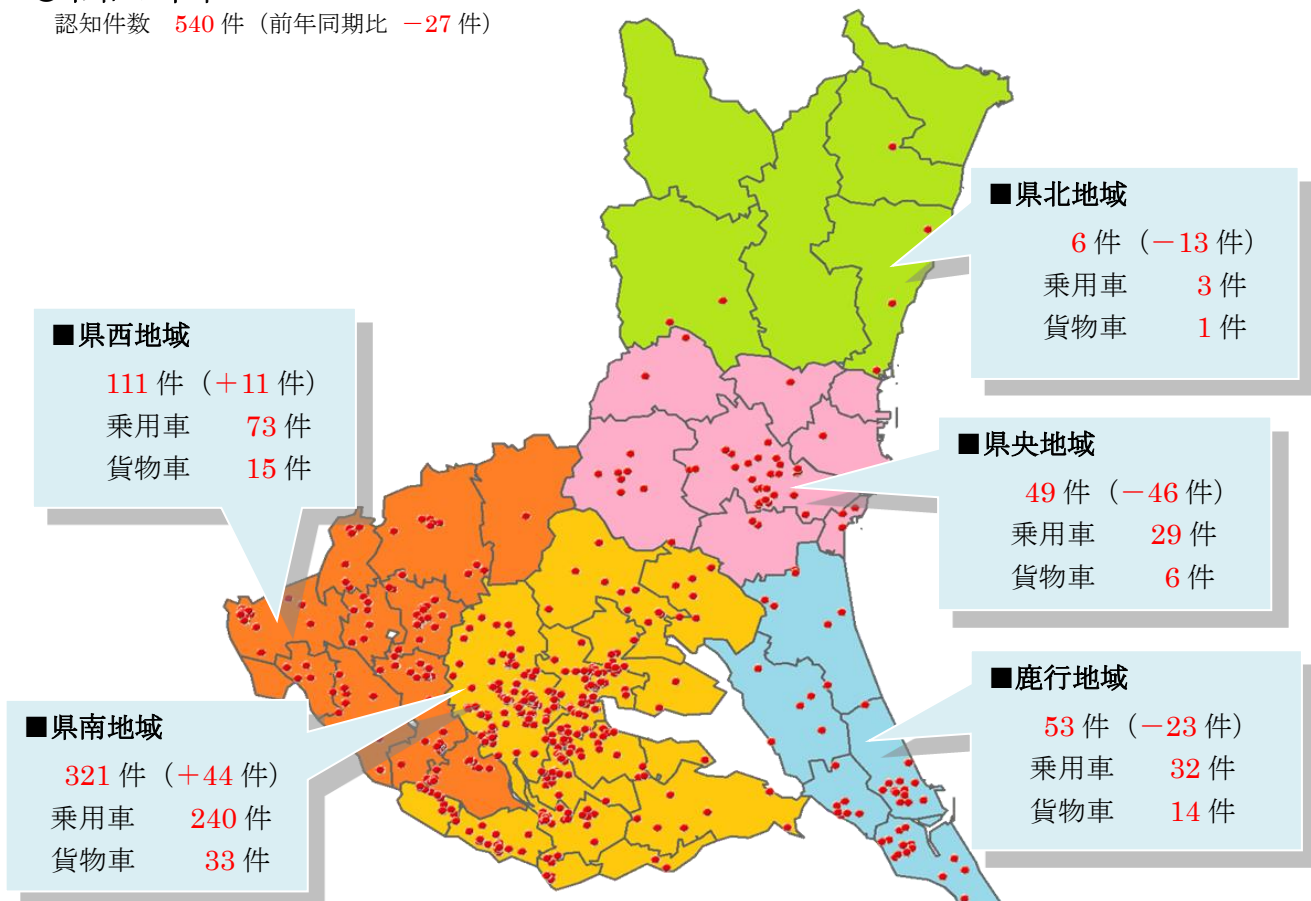 認知件数 540件（前年同期比 −27件）
■県北地域
6件（−13件）
乗用車 3件
貨物車 1件
■県西地域
111件（＋11件）
乗用車 73件
貨物車 15件
■県央地域
49件（−46件）
乗用車 29件
貨物車 6件
■鹿行地域
53件（−23件）
乗用車 32件
貨物車 14件
■県南地域
321件（＋44件）
乗用車 240件
貨物車 33件